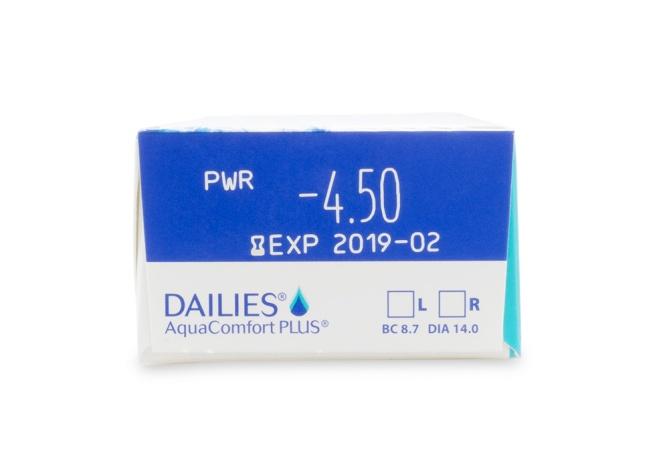 PWR -4.50
EXP 2019-02
DAILIES®
AquaComfort PLUS®
L R
BC 8.7 DIA 14.0